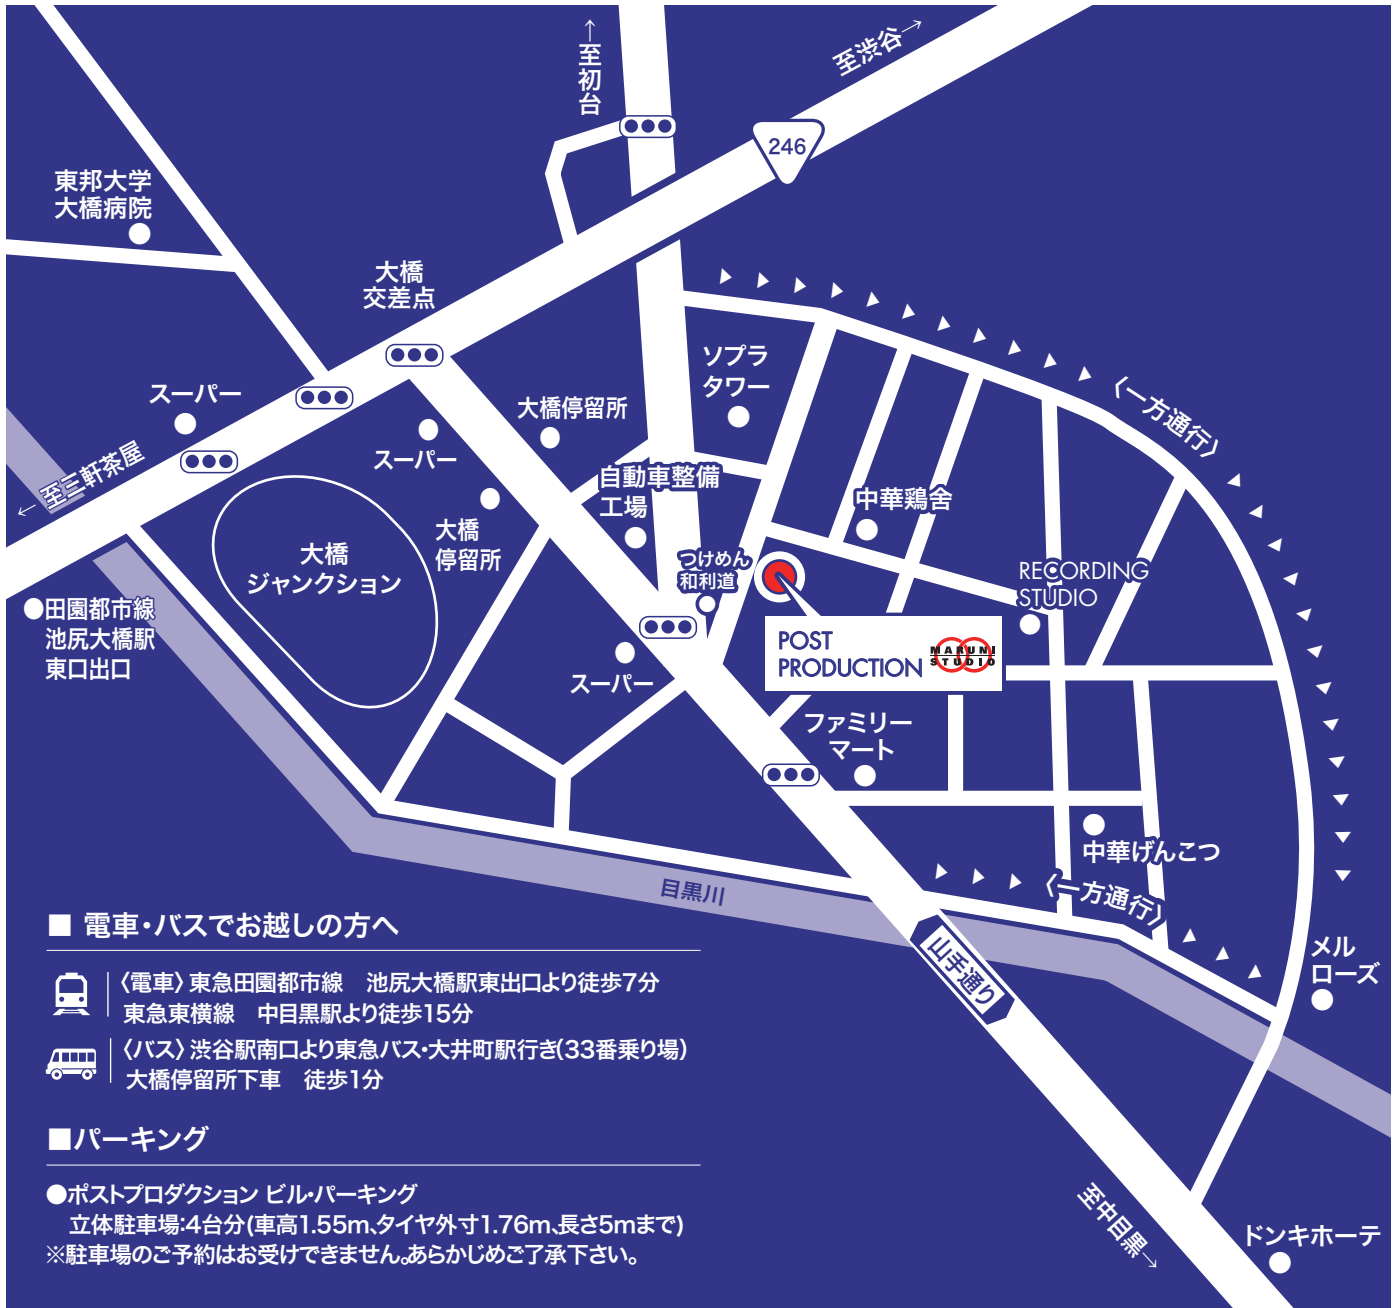 ↑至初台
至渋谷→
246
東邦大学
大橋病院
大橋
交差点
ソプラ
タワー
スーパー
大橋停留所
〈一方通行〉
スーパー
←至三軒茶屋
自動車整備
工場
中華鶏舎
大橋
停留所
大橋
ジャンクション
つけめん
和利道
RECORDING
STUDIO
●田園都市線
池尻大橋駅
東口出口
POST
PRODUCTION
MARUNI
STUDIO
スーパー
ファミリー
マート
中華げんこつ
目黒川
〈一方通行〉
山手通り
メル
ローズ
■ 電車・バスでお越しの方へ
〈電車〉東急田園都市線　池尻大橋駅東出口より徒歩7分
東急東横線　中目黒駅より徒歩15分
〈バス〉渋谷駅南口より東急バス・大井町駅行き(33番乗り場)
大橋停留所下車　徒歩1分
■パーキング
●ポストプロダクション ビル・パーキング
立体駐車場:4台分(車高1.55m、タイヤ外寸1.76m、長さ5mまで)
※駐車場のご予約はお受けできません。あらかじめご了承下さい。
至中目黒→
ドンキホーテ